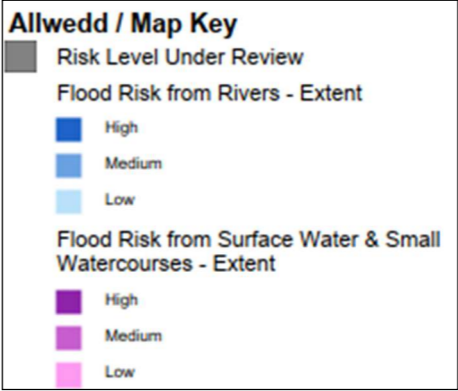 Allwedd / Map Key
Risk Level Under Review
Flood Risk from Rivers - Extent
High
Medium
Low
Flood Risk from Surface Water & Small
Watercourses - Extent
High
Medium
Low